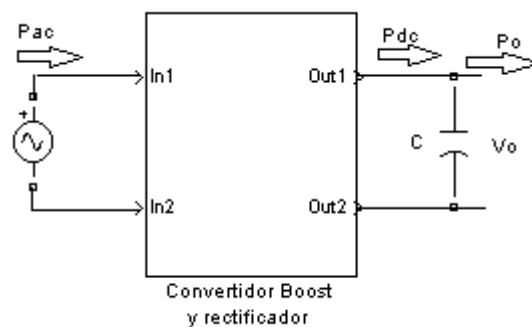 Pac
Pdc
Po
In1
Out1
+
C
Vo
In2
Out2
Convertidor Boost
y rectificador